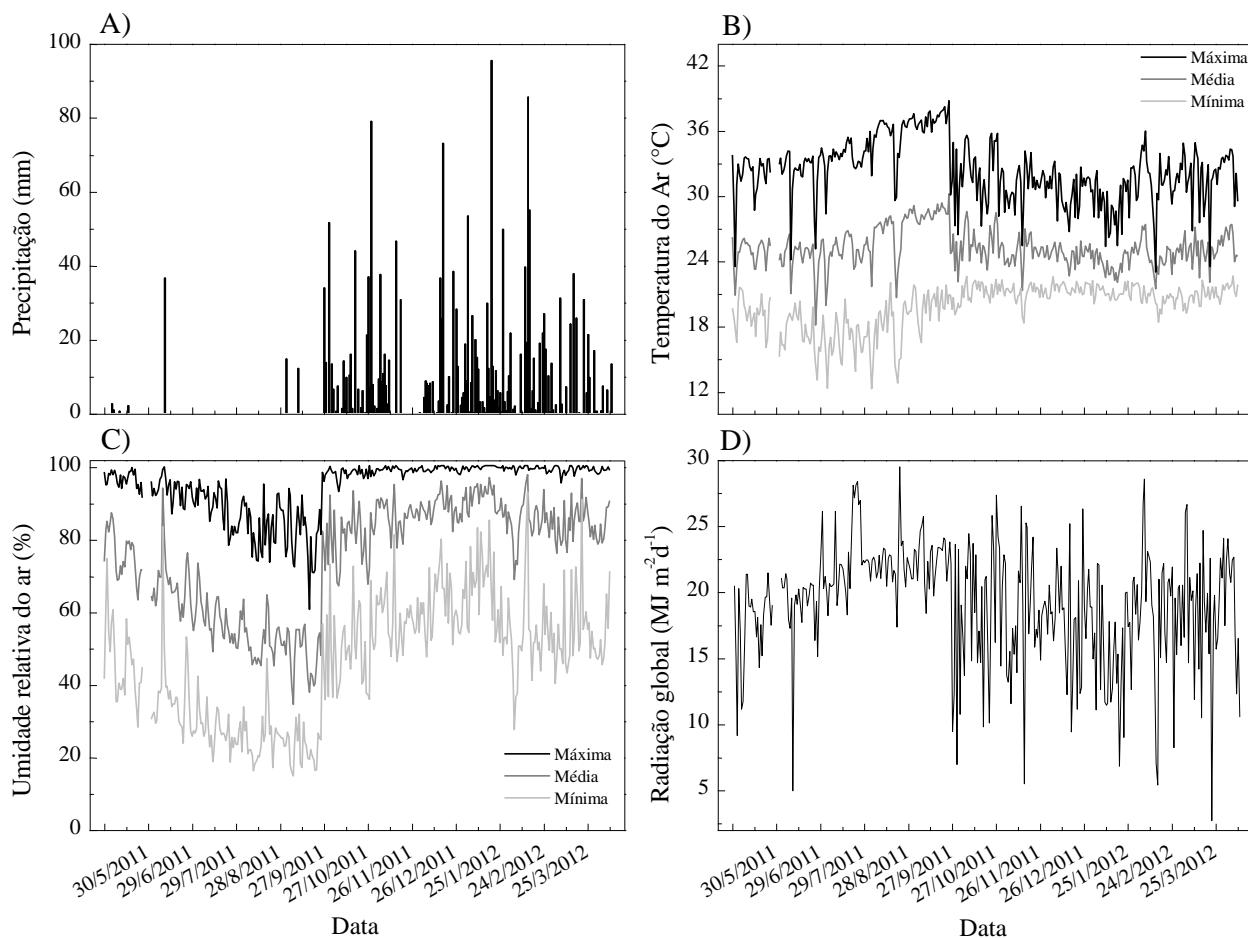 A)
Precipitação (mm)
100
80
60
40
20
0
B)
Temperatura do Ar (°C)
42
36
30
24
18
12
Máxima
Média
Mínima
C)
Umidade relativa do ar (%)
100
80
60
40
20
0
Máxima
Média
Mínima
30/5/2011
29/6/2011
29/7/2011
28/8/2011
27/9/2011
27/10/2011
26/11/2011
26/12/2011
25/1/2012
24/2/2012
25/3/2012
Data
D)
Radiação global (MJ m⁻²d⁻¹)
30
25
20
15
10
5
30/5/2011
29/6/2011
29/7/2011
28/8/2011
27/9/2011
27/10/2011
26/11/2011
26/12/2011
25/1/2012
24/2/2012
25/3/2012
Data